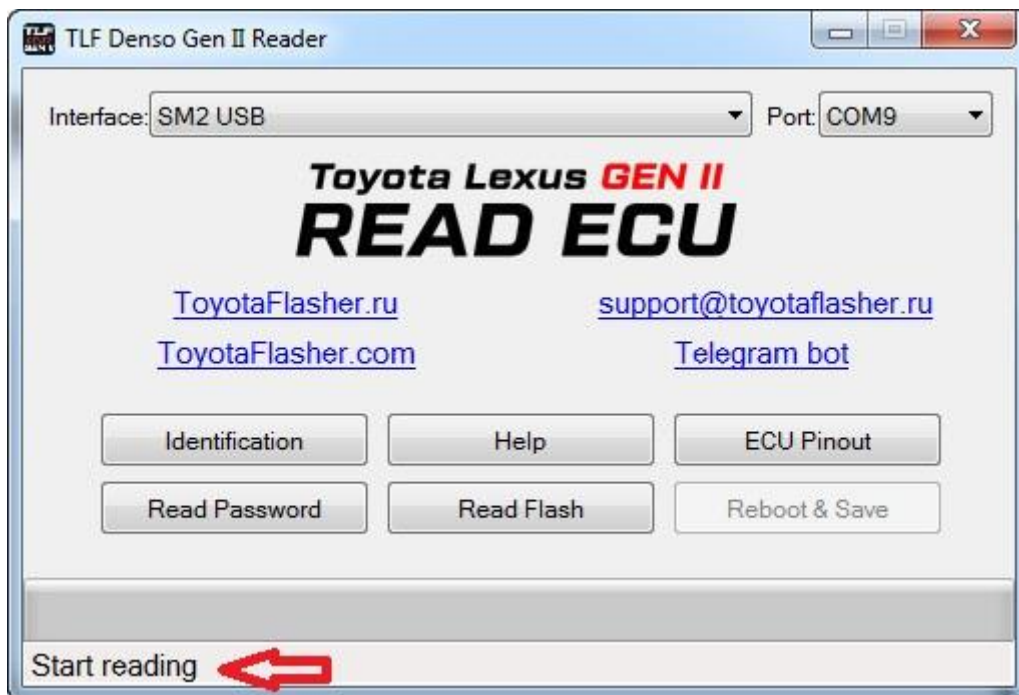 TLF Denso Gen II Reader
Interface: SM2 USB Port: COM9
Toyota Lexus GEN II
READ ECU
ToyotaFlasher.ru support@toyotaflasher.ru
ToyotaFlasher.com Telegram bot
Identification Help ECU Pinout
Read Password Read Flash Reboot & Save
Start reading